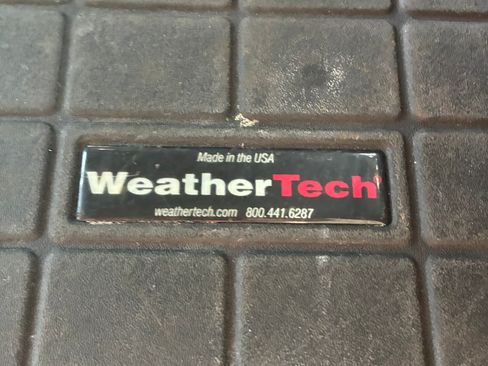 Made in the USA
WeatherTech
weathertech.com 800.441.6287